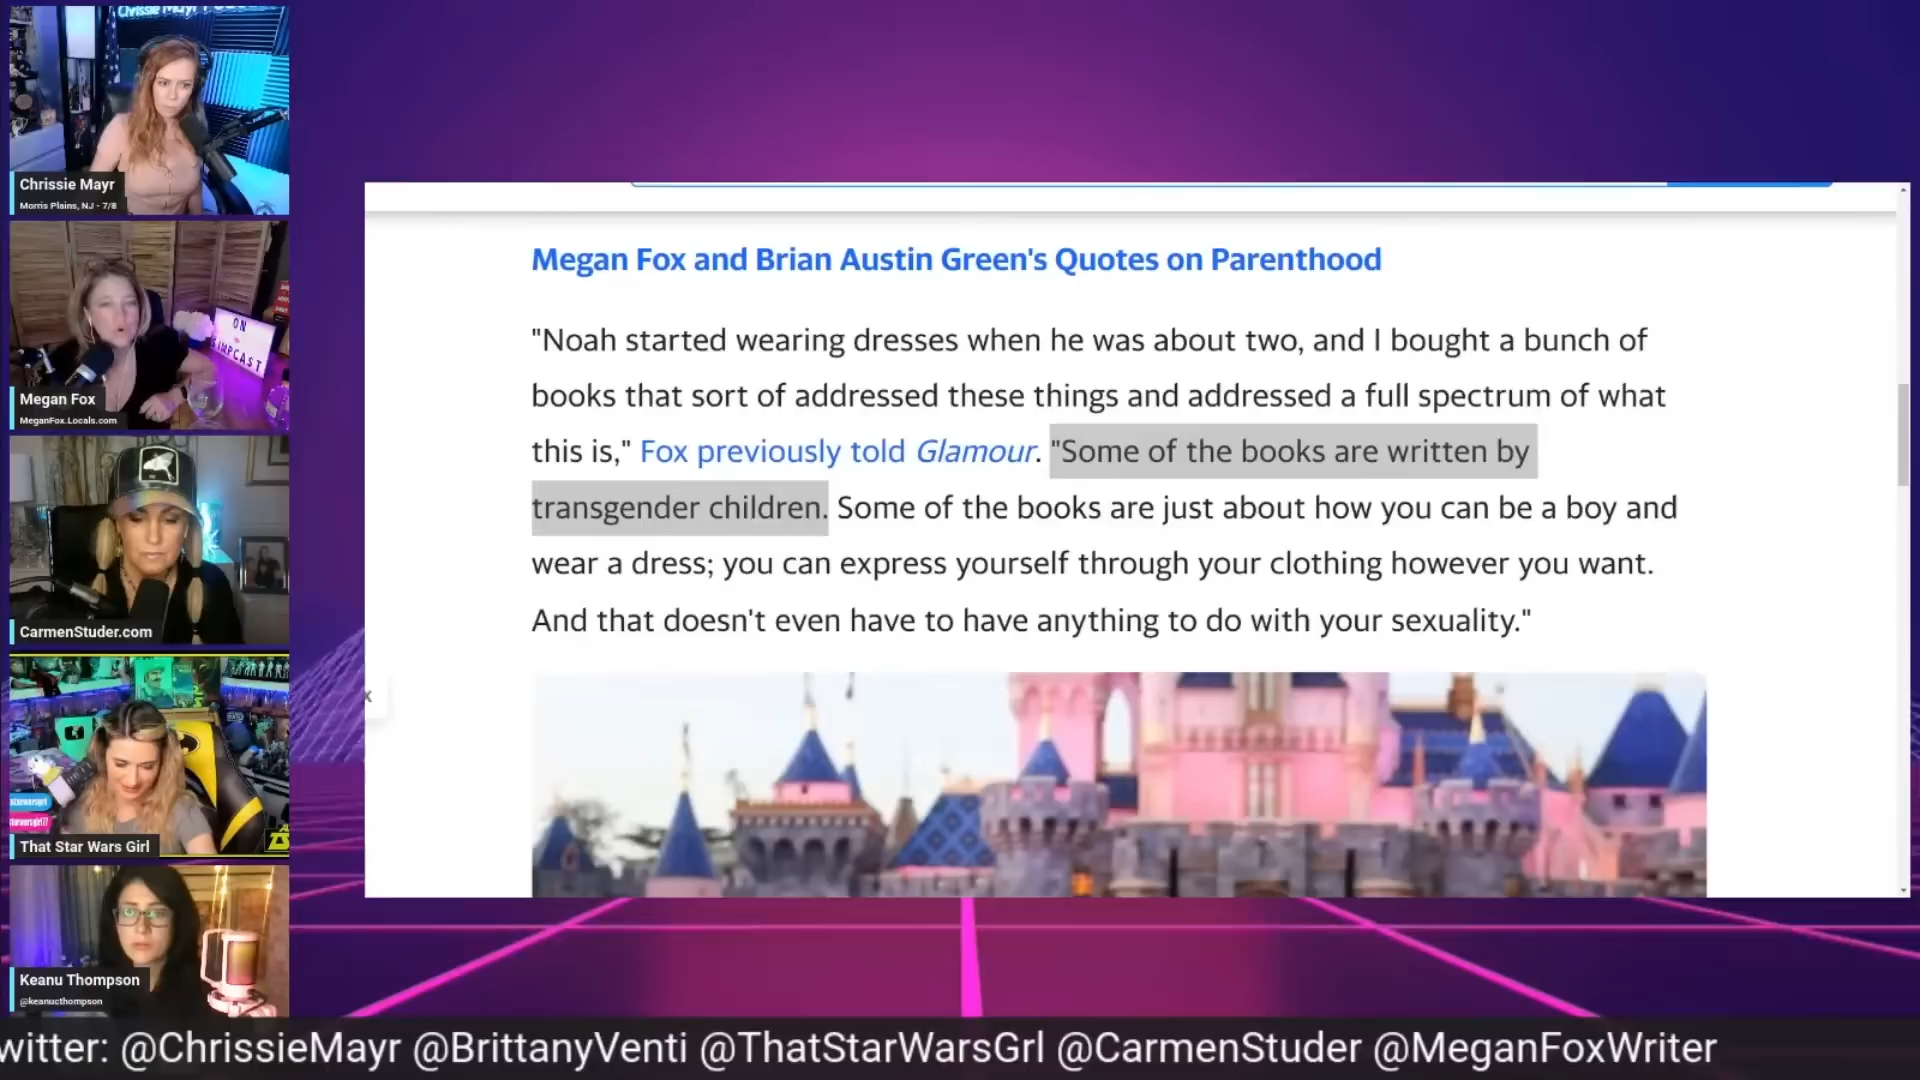 Chrissie Mayr
Morris Plains, NJ - 7/8
ON
SIMPCAST
Megan Fox
MeganFox.Locals.com
CarmenStuder.com
That Star Wars Girl
Keanu Thompson
@keanucthompson
Megan Fox and Brian Austin Green's Quotes on Parenthood
"Noah started wearing dresses when he was about two, and I bought a bunch of
books that sort of addressed these things and addressed a full spectrum of what
this is," Fox previously told Glamour. "Some of the books are written by
transgender children. Some of the books are just about how you can be a boy and
wear a dress; you can express yourself through your clothing however you want.
And that doesn't even have to have anything to do with your sexuality."
x
witter: @ChrissieMayr @BrittanyVenti @ThatStarWarsGrl @CarmenStuder @MeganFoxWriter